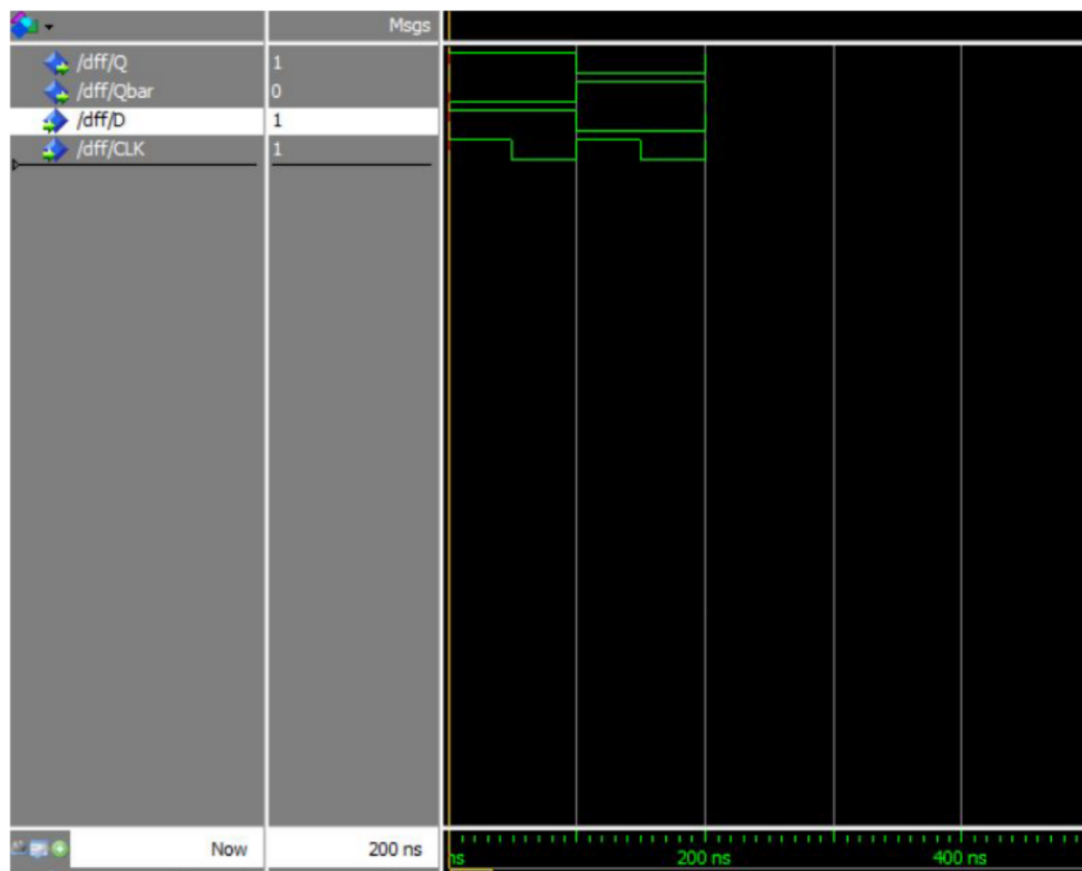 Msgs
/dff/Q 1
/dff/Qbar 0
/dff/D 1
/dff/CLK 1
Now 200 ns
ns 200 ns 400 ns